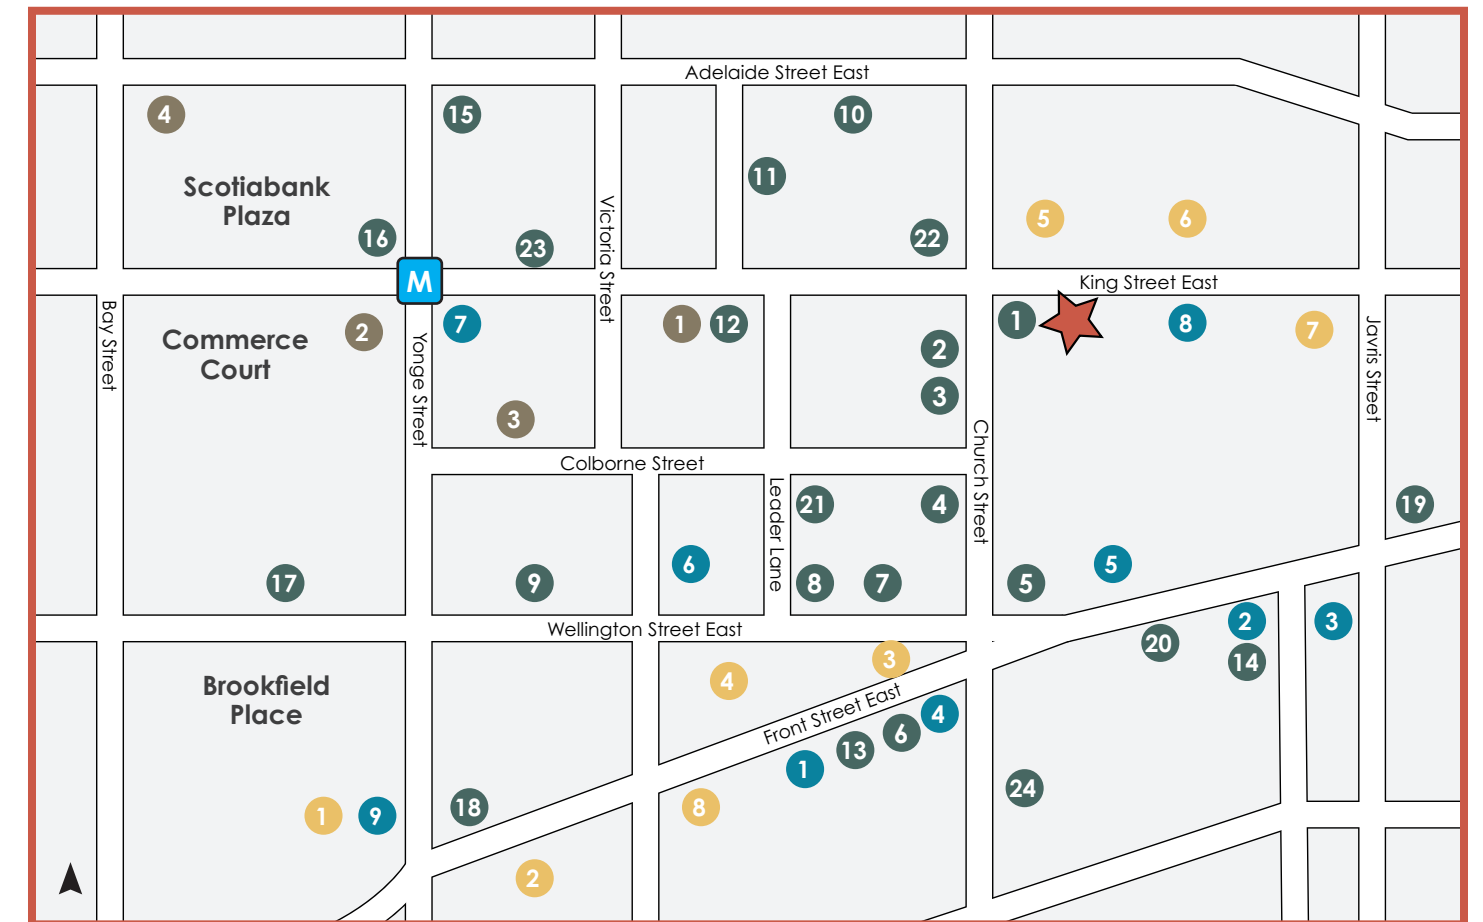 Adelaide Street East
4
15
10
11
Scotiabank
Plaza
5
6
16
23
22
Victoria Street
M
King Street East
Bay Street
2
Commerce
Court
Yonge Street
7
1
12
2
3
1
8
7
Javris Street
3
Colborne Street
Church Street
Leader Lane
21
4
19
17
9
6
8
7
5
5
Wellington Street East
2
3
20
14
4
3
Front Street East
4
6
13
1
Brookfield
Place
1
9
18
8
24
2